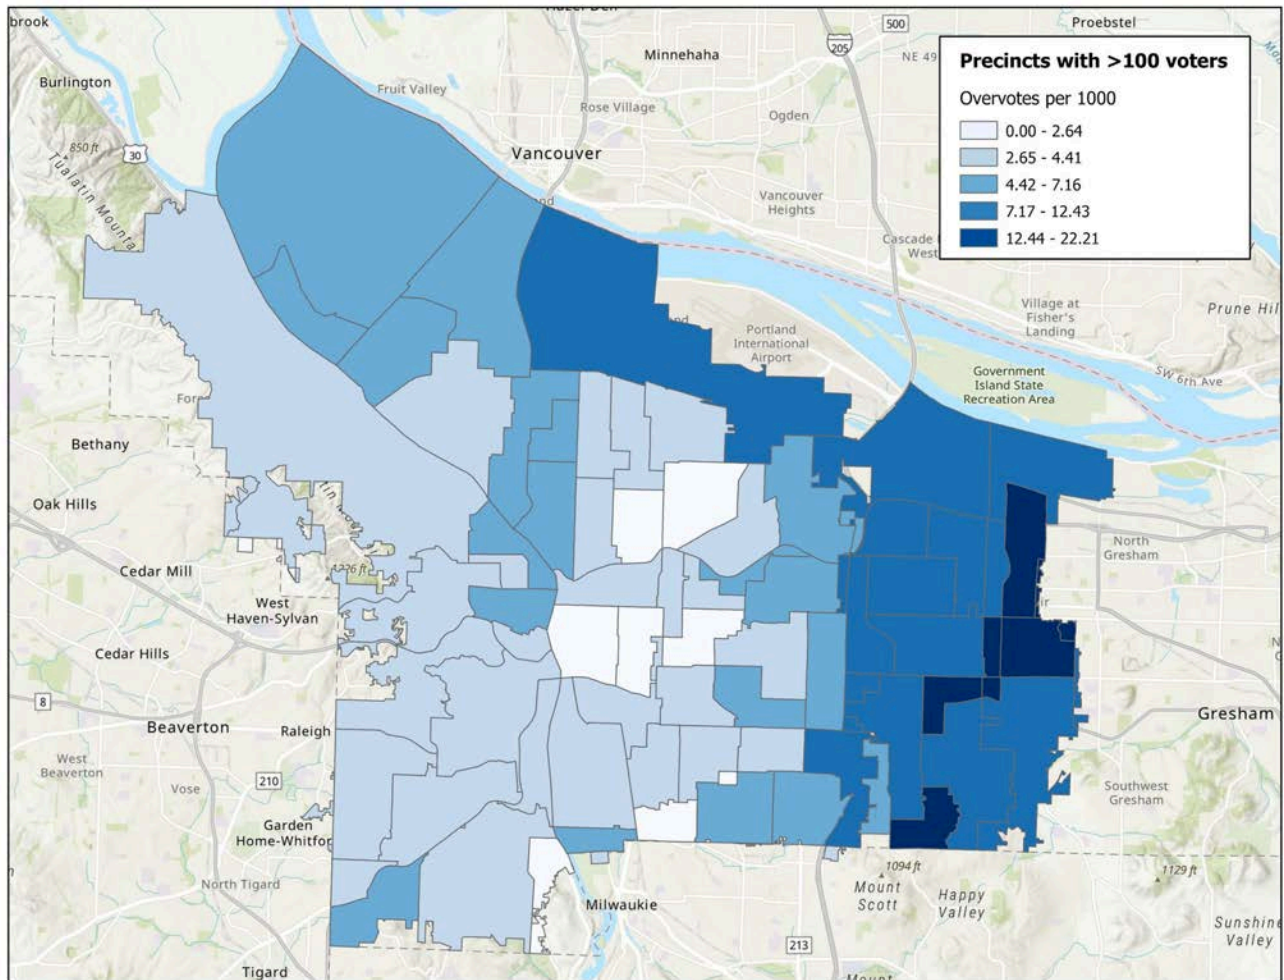 brook
Proebstel
500
205
NE 49
Minnehaha
Burlington
Fruit Valley
Rose Village
Ogden
850 ft
30
Vancouver
Tualatin Mounta
Vancouver
Heights
Cascade
West
Precincts with >100 voters
Overvotes per 1000
0.00 - 2.64
2.65 - 4.41
4.42 - 7.16
7.17 - 12.43
12.44 - 22.21
Village at
Fisher's
Landing
Prune Hil
Portland
International
Airport
Government
Island State
Recreation Area
SW 6th Ave
Bethany
Oak Hills
North
Gresham
Cedar Mill
West
Haven-Sylvan
Cedar Hills
8
Beaverton
Raleigh
Gresham
West
Beaverton
Vose
210
Southwest
Gresham
Garden
Home-Whitfor
North Tigard
1094 ft
1129 ft
Mount
Scott
Happy
Valley
Milwaukie
Sunshine
Valley
213
Tigard
Mount